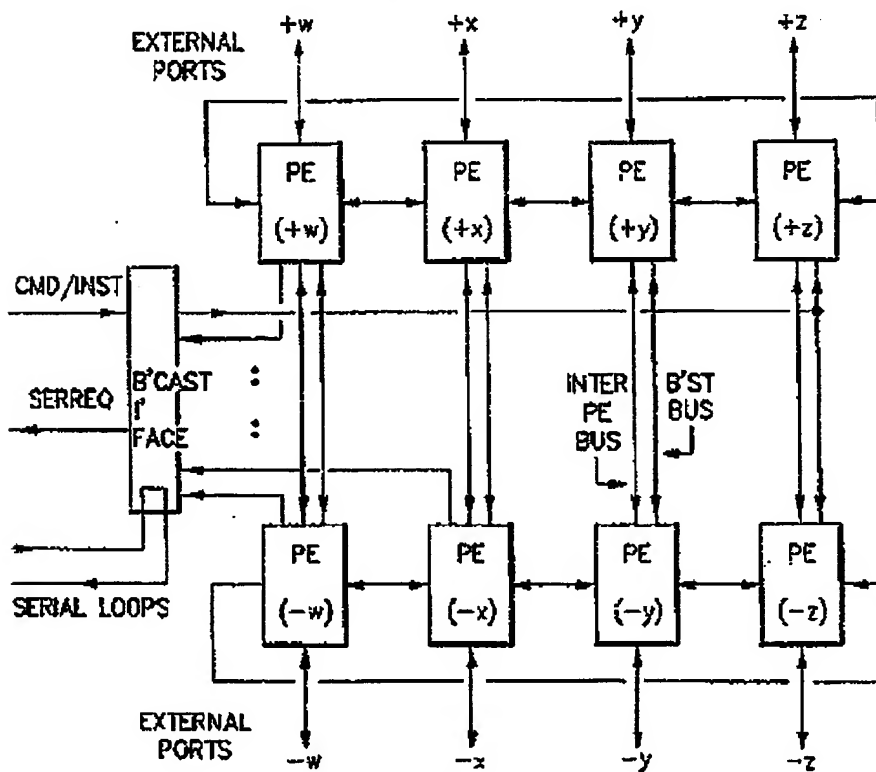 EXTERNAL
PORTS
+w
+x
+y
+z
PE
(+w)
PE
(+x)
PE
(+y)
PE
(+z)
CMD/INST
B'CAST
I'
FACE
SERREQ
INTER
PE
BUS
B'ST
BUS
SERIAL LOOPS
PE
(-w)
PE
(-x)
PE
(-y)
PE
(-z)
EXTERNAL
PORTS
-w
-x
-y
-z